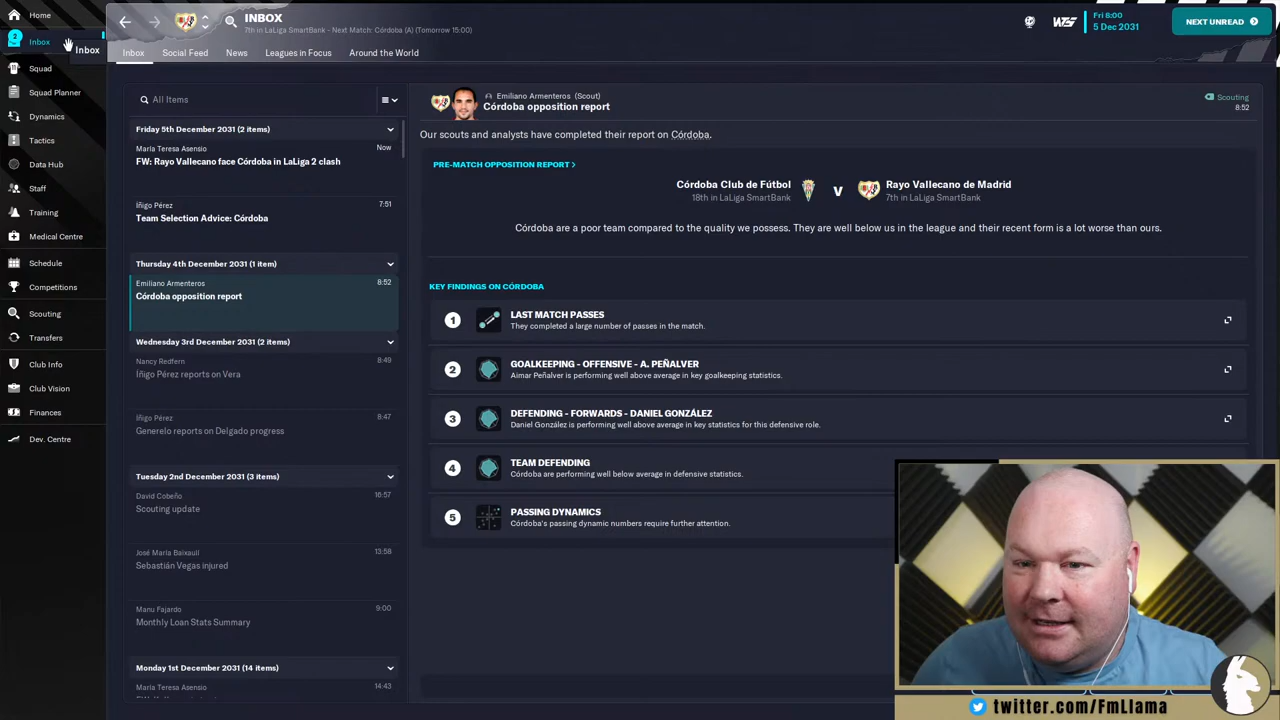 Home
INBOX
7th in LaLiga SmartBank - Next Match: Córdoba (A) (Tomorrow 15:00)
Fri 8:00
5 Dec 2031
NEXT UNREAD
2
Inbox
Inbox
Inbox
Social Feed
News
Leagues in Focus
Around the World
Squad
Squad Planner
Dynamics
Tactics
Data Hub
Staff
Training
Medical Centre
Schedule
Competitions
Scouting
Transfers
Club Info
Club Vision
Finances
Dev. Centre
All Items
Friday 5th December 2031 (2 items)
María Teresa Asensio
Now
FW: Rayo Vallecano face Córdoba in LaLiga 2 clash
Íñigo Pérez
7:51
Team Selection Advice: Córdoba
Thursday 4th December 2031 (1 item)
Emiliano Armenteros
8:52
Córdoba opposition report
Wednesday 3rd December 2031 (2 items)
Nancy Redfern
8:49
Íñigo Pérez reports on Vera
Íñigo Pérez
8:47
Generelo reports on Delgado progress
Tuesday 2nd December 2031 (3 items)
David Cobeño
16:57
Scouting update
José María Baixauli
13:58
Sebastián Vegas injured
Manu Fajardo
9:00
Monthly Loan Stats Summary
Monday 1st December 2031 (14 items)
María Teresa Asensio
14:43
Emiliano Armenteros (Scout)
Córdoba opposition report
Scouting
8:52
Our scouts and analysts have completed their report on Córdoba.
PRE-MATCH OPPOSITION REPORT >
Córdoba Club de Fútbol
18th in LaLiga SmartBank
v
Rayo Vallecano de Madrid
7th in LaLiga SmartBank
Córdoba are a poor team compared to the quality we possess. They are well below us in the league and their recent form is a lot worse than ours.
KEY FINDINGS ON CÓRDOBA
1
LAST MATCH PASSES
They completed a large number of passes in the match.
2
GOALKEEPING - OFFENSIVE - A. PEÑALVER
Aimar Peñalver is performing well above average in key goalkeeping statistics.
3
DEFENDING - FORWARDS - DANIEL GONZÁLEZ
Daniel González is performing well above average in key statistics for this defensive role.
4
TEAM DEFENDING
Córdoba are performing well below average in defensive statistics.
5
PASSING DYNAMICS
Córdoba's passing dynamic numbers require further attention.
twitter.com/FmLlama